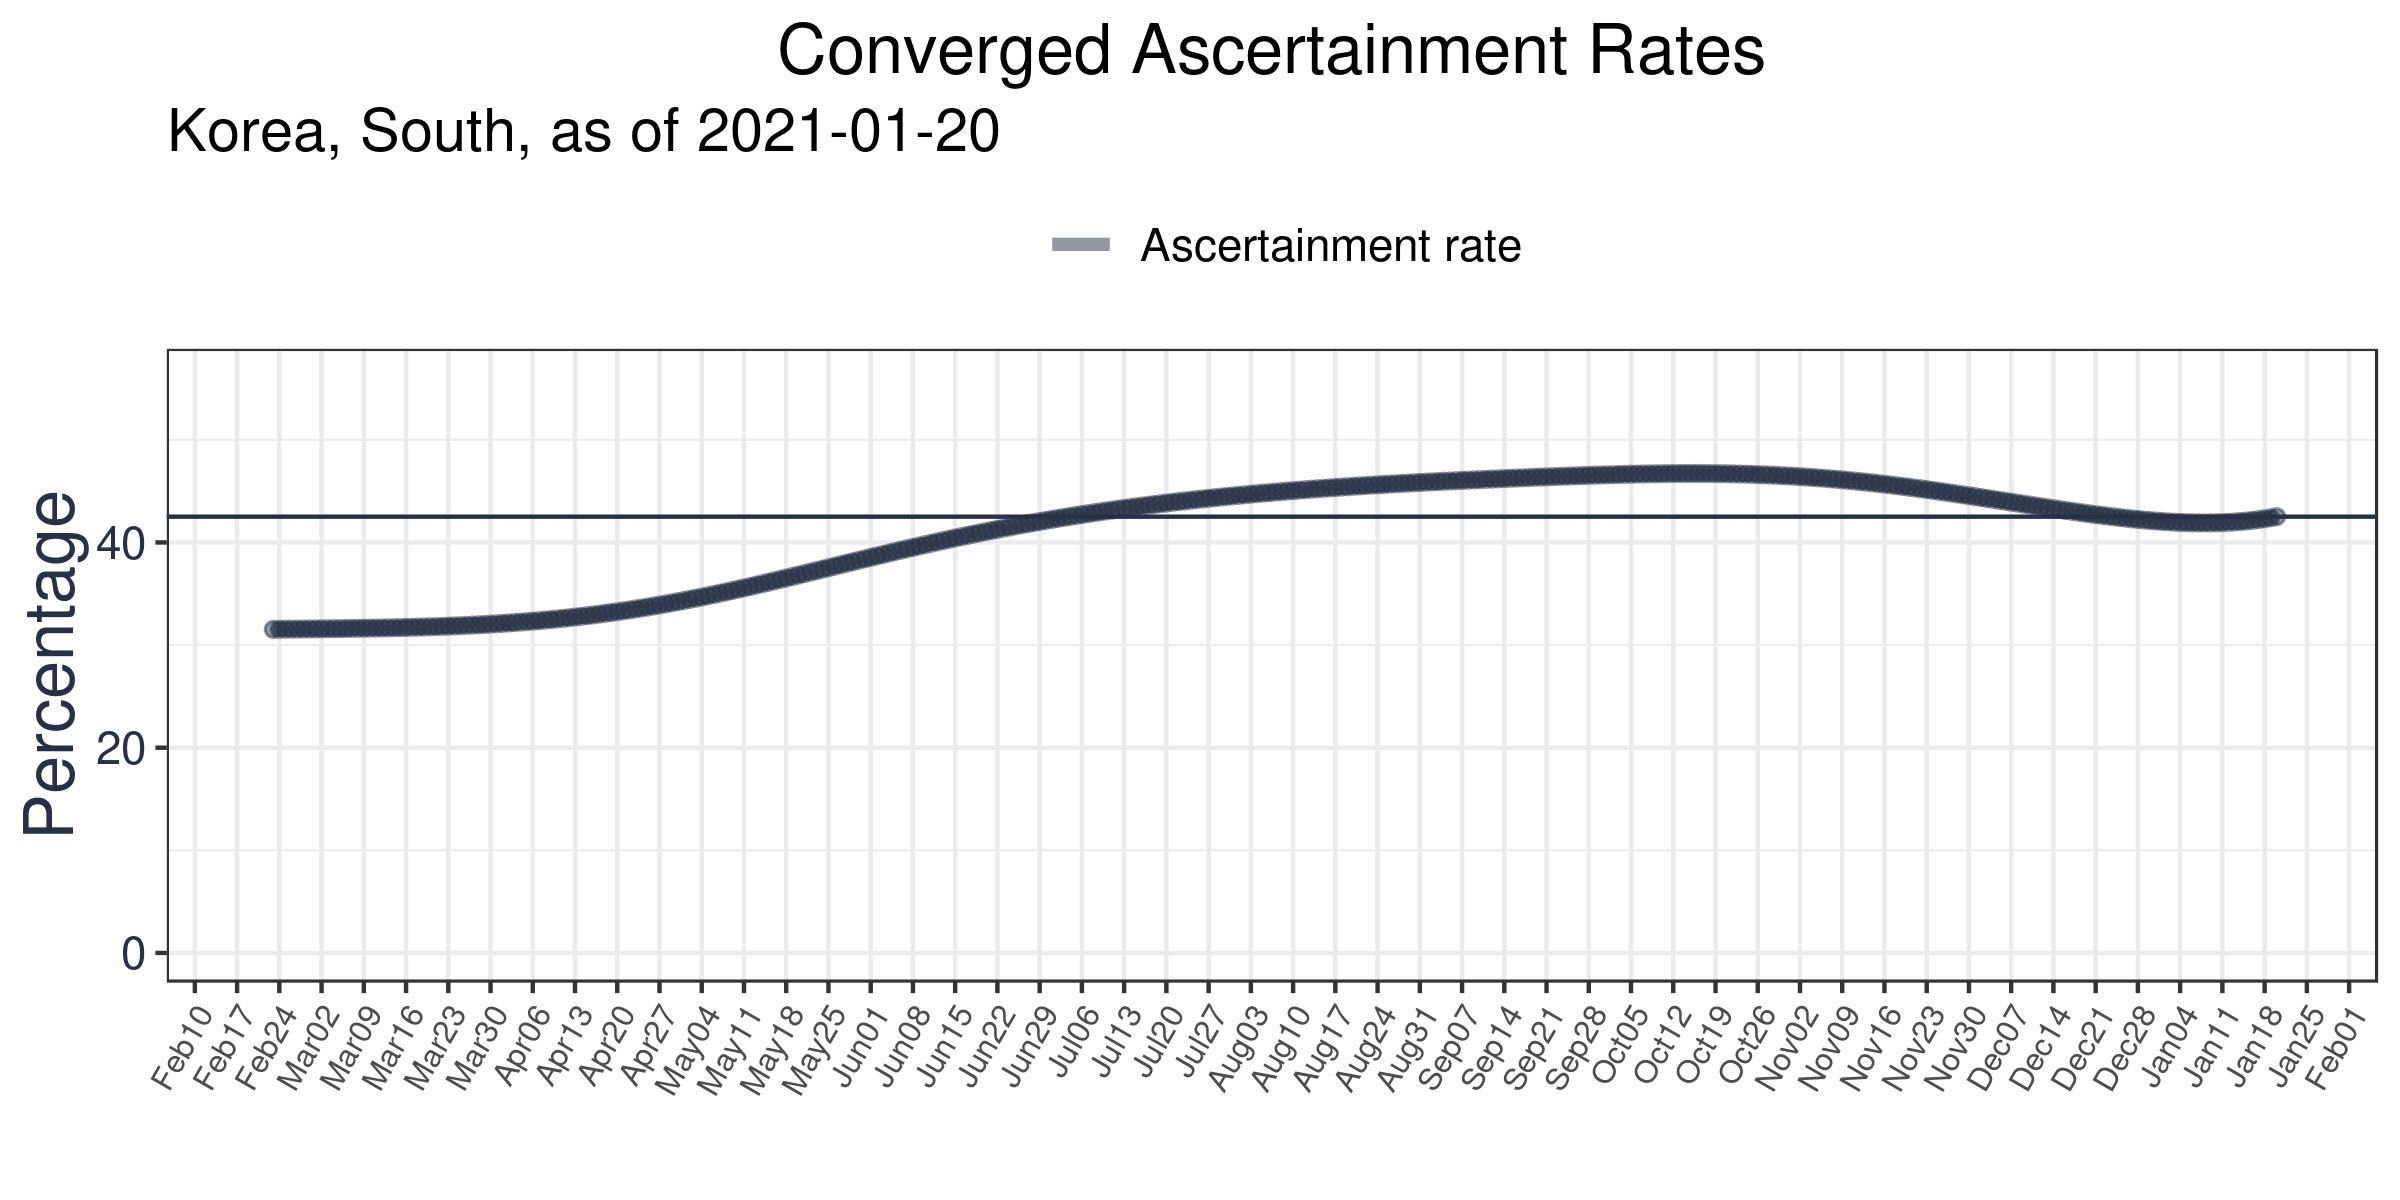 Converged Ascertainment Rates
Korea, South, as of 2021-01-20
Ascertainment rate
Percentage
40
20
0
Feb10 Feb17 Feb24 Mar02 Mar09 Mar16 Mar23 Mar30 Apr06 Apr13 Apr20 Apr27 May04 May11 May18 May25 Jun01 Jun08 Jun15 Jun22 Jun29 Jul06 Jul13 Jul20 Jul27 Aug03 Aug10 Aug17 Aug24 Aug31 Sep07 Sep14 Sep21 Sep28 Oct05 Oct12 Oct19 Oct26 Nov02 Nov09 Nov16 Nov23 Nov30 Dec07 Dec14 Dec21 Dec28 Jan04 Jan11 Jan18 Jan25 Feb01